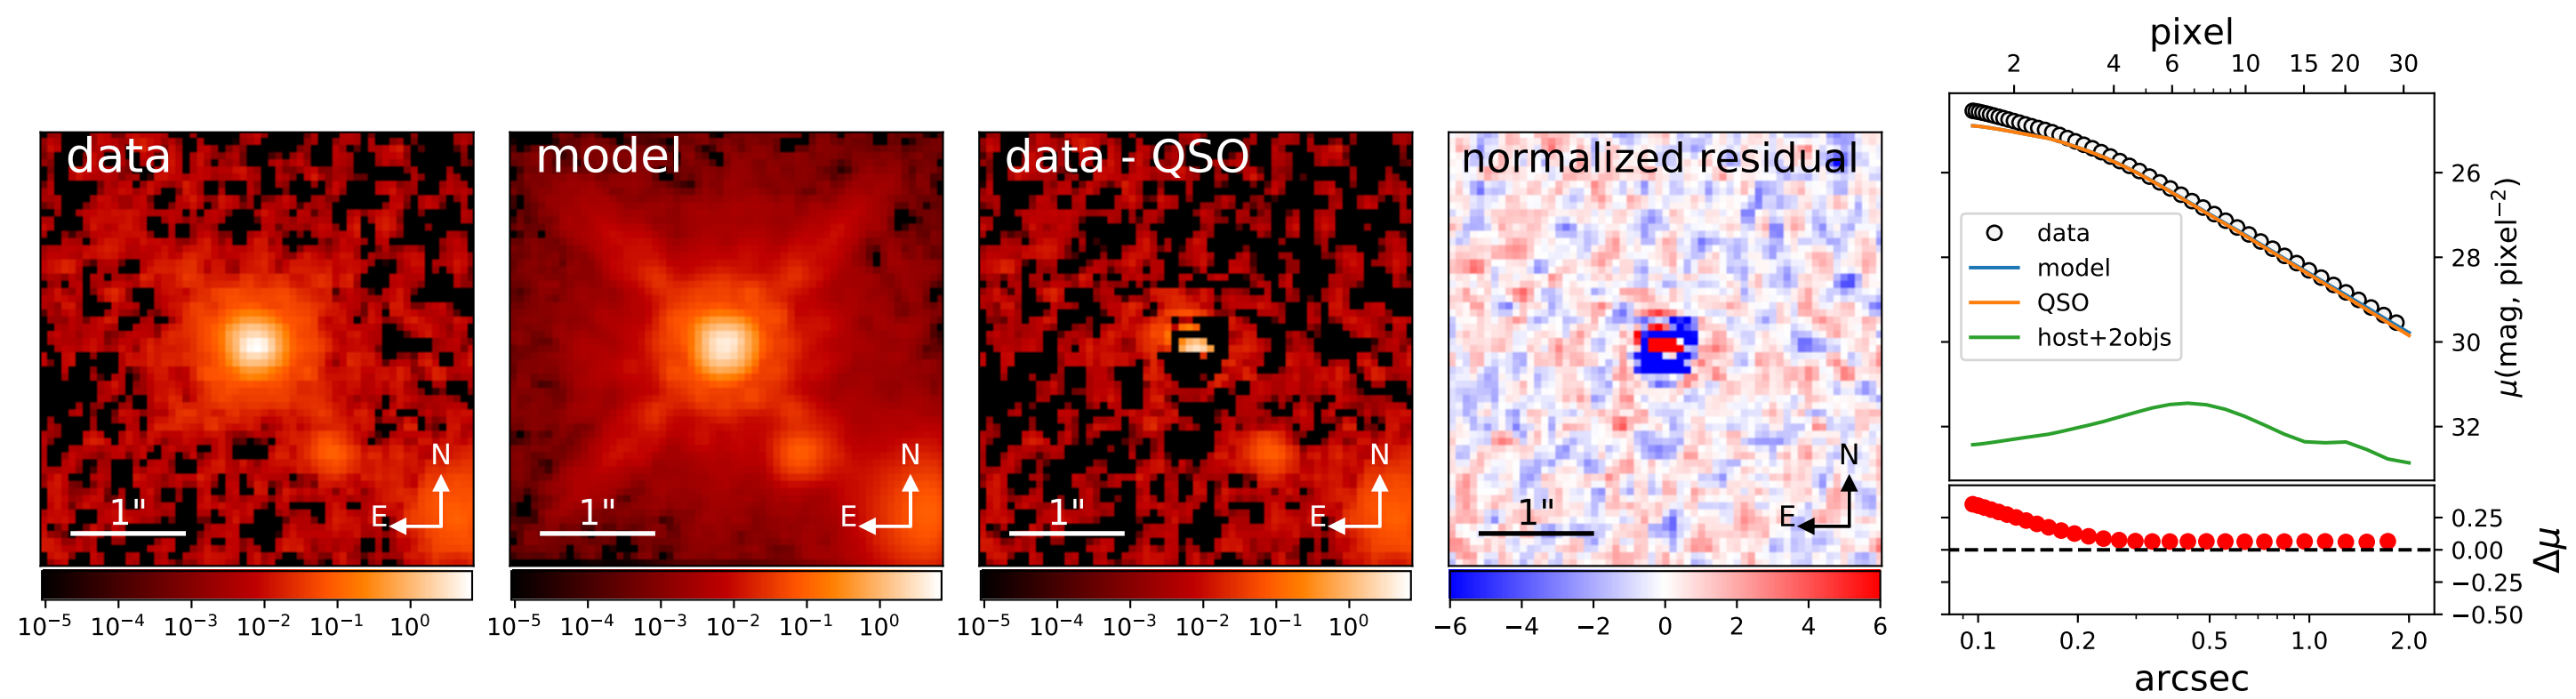 data
N
E
1"
10⁻⁵ 10⁻⁴ 10⁻³ 10⁻² 10⁻¹ 10⁰
model
N
E
1"
10⁻⁵ 10⁻⁴ 10⁻³ 10⁻² 10⁻¹ 10⁰
data - QSO
N
E
1"
10⁻⁵ 10⁻⁴ 10⁻³ 10⁻² 10⁻¹ 10⁰
normalized residual
N
E
1"
−6 −4 −2 0 2 4 6
pixel
2 4 6 10 15 20 30
data
model
QSO
host+2objs
26
28
30
32
μ(mag, pixel⁻²)
0.25
0.00
−0.25
−0.50
Δμ
0.1 0.2 0.5 1.0 2.0
arcsec